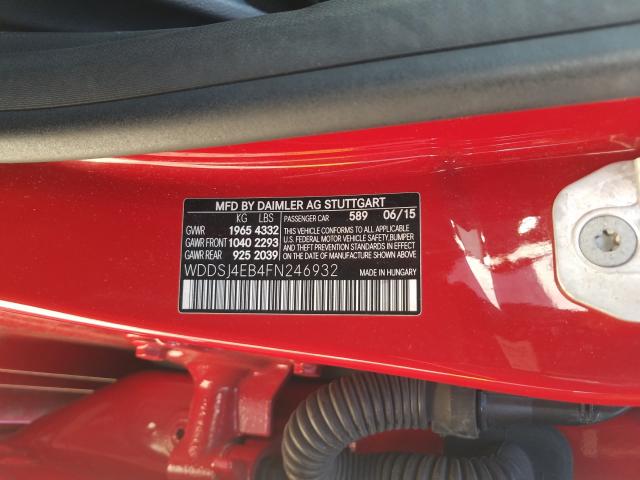 MFD BY DAIMLER AG STUTTGART
KG LBS PASSENGER CAR 589 06/15
GVWR 1965 4332
GAWR FRONT 1040 2293
GAWR REAR 925 2039
THIS VEHICLE CONFORMS TO ALL APPLICABLE
U.S. FEDERAL MOTOR VEHICLE SAFETY, BUMPER
AND THEFT PREVENTION STANDARDS IN EFFECT
ON THE DATE OF MANUFACTURE SHOWN ABOVE.
WDDSJ4EB4FN246932 MADE IN HUNGARY